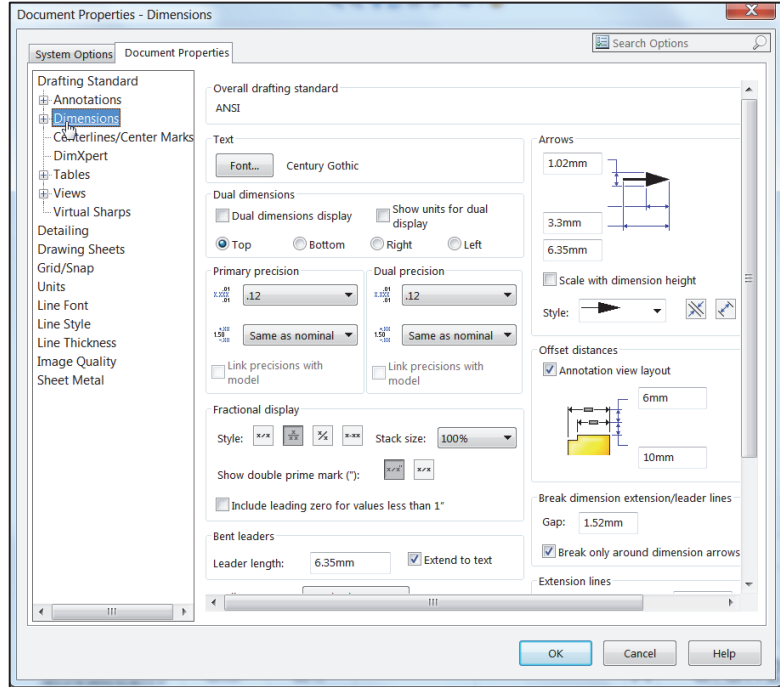 Document Properties - Dimensions
System Options
Document Properties
Search Options
Drafting Standard
Annotations
Dimensions
Centerlines/Center Marks
DimXpert
Tables
Views
Virtual Sharps
Detailing
Drawing Sheets
Grid/Snap
Units
Line Font
Line Style
Line Thickness
Image Quality
Sheet Metal
Overall drafting standard
ANSI
Text
Font...
Century Gothic
Dual dimensions
Dual dimensions display
Show units for dual
display
Top
Bottom
Right
Left
Primary precision
.12
Same as nominal
Link precisions with
model
Dual precision
.12
Same as nominal
Link precisions with
model
Fractional display
Style:
Stack size:
100%
Show double prime mark ("):
Include leading zero for values less than 1"
Bent leaders
Leader length:
6.35mm
Extend to text
Arrows
1.02mm
3.3mm
6.35mm
Scale with dimension height
Style:
Offset distances
Annotation view layout
6mm
10mm
Break dimension extension/leader lines
Gap:
1.52mm
Break only around dimension arrows
Extension lines
OK
Cancel
Help